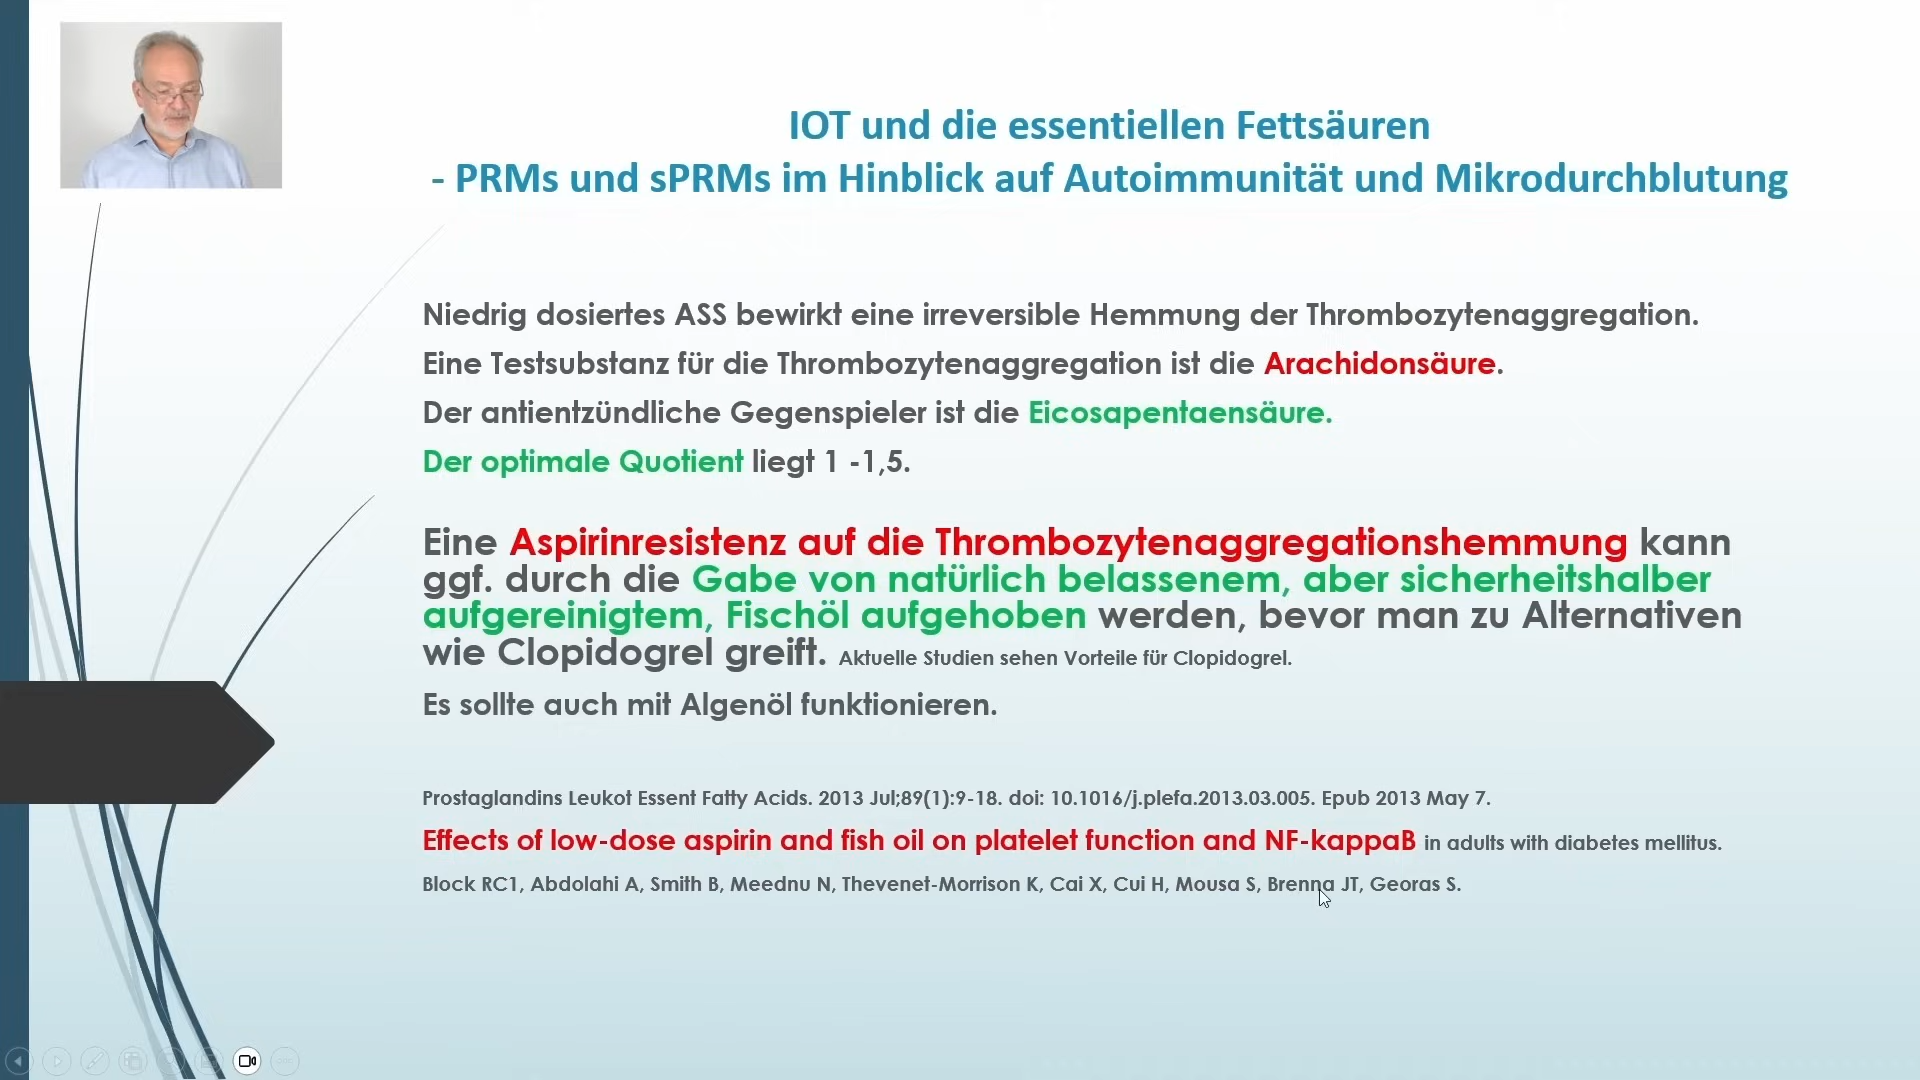 IOT und die essentiellen Fettsäuren
- PRMs und sPRMs im Hinblick auf Autoimmunität und Mikrodurchblutung
Niedrig dosiertes ASS bewirkt eine irreversible Hemmung der Thrombozytenaggregation.
Eine Testsubstanz für die Thrombozytenaggregation ist die Arachidonsäure.
Der antientzündliche Gegenspieler ist die Eicosapentaensäure.
Der optimale Quotient liegt 1 -1,5.
Eine Aspirinresistenz auf die Thrombozytenaggregationshemmung kann
ggf. durch die Gabe von natürlich belassenem, aber sicherheitshalber
aufgereinigtem, Fischöl aufgehoben werden, bevor man zu Alternativen
wie Clopidogrel greift. Aktuelle Studien sehen Vorteile für Clopidogrel.
Es sollte auch mit Algenöl funktionieren.
Prostaglandins Leukot Essent Fatty Acids. 2013 Jul;89(1):9-18. doi: 10.1016/j.plefa.2013.03.005. Epub 2013 May 7.
Effects of low-dose aspirin and fish oil on platelet function and NF-kappaB in adults with diabetes mellitus.
Block RC1, Abdolahi A, Smith B, Meednu N, Thevenet-Morrison K, Cai X, Cui H, Mousa S, Brenna JT, Georas S.